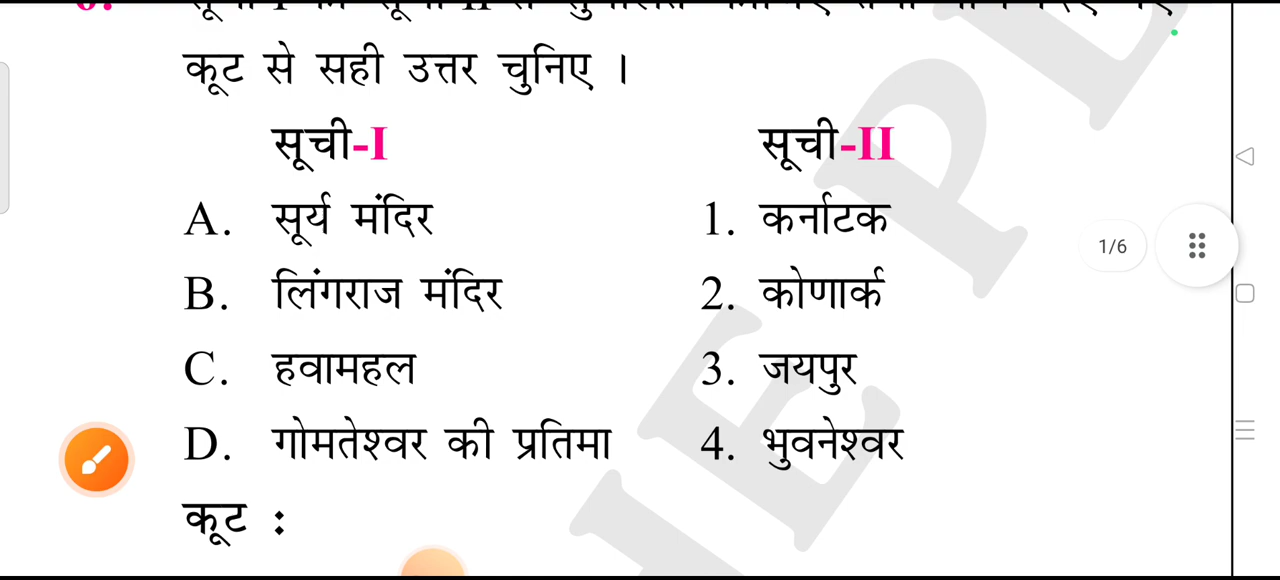 कूट से सही उत्तर चुनिए ।
सूची-I सूची-II
A. सूर्य मंदिर 1. कर्नाटक
B. लिंगराज मंदिर 2. कोणार्क
1/6
C. हवामहल 3. जयपुर
D. गोमतेश्वर की प्रतिमा 4. भुवनेश्वर
कूट :